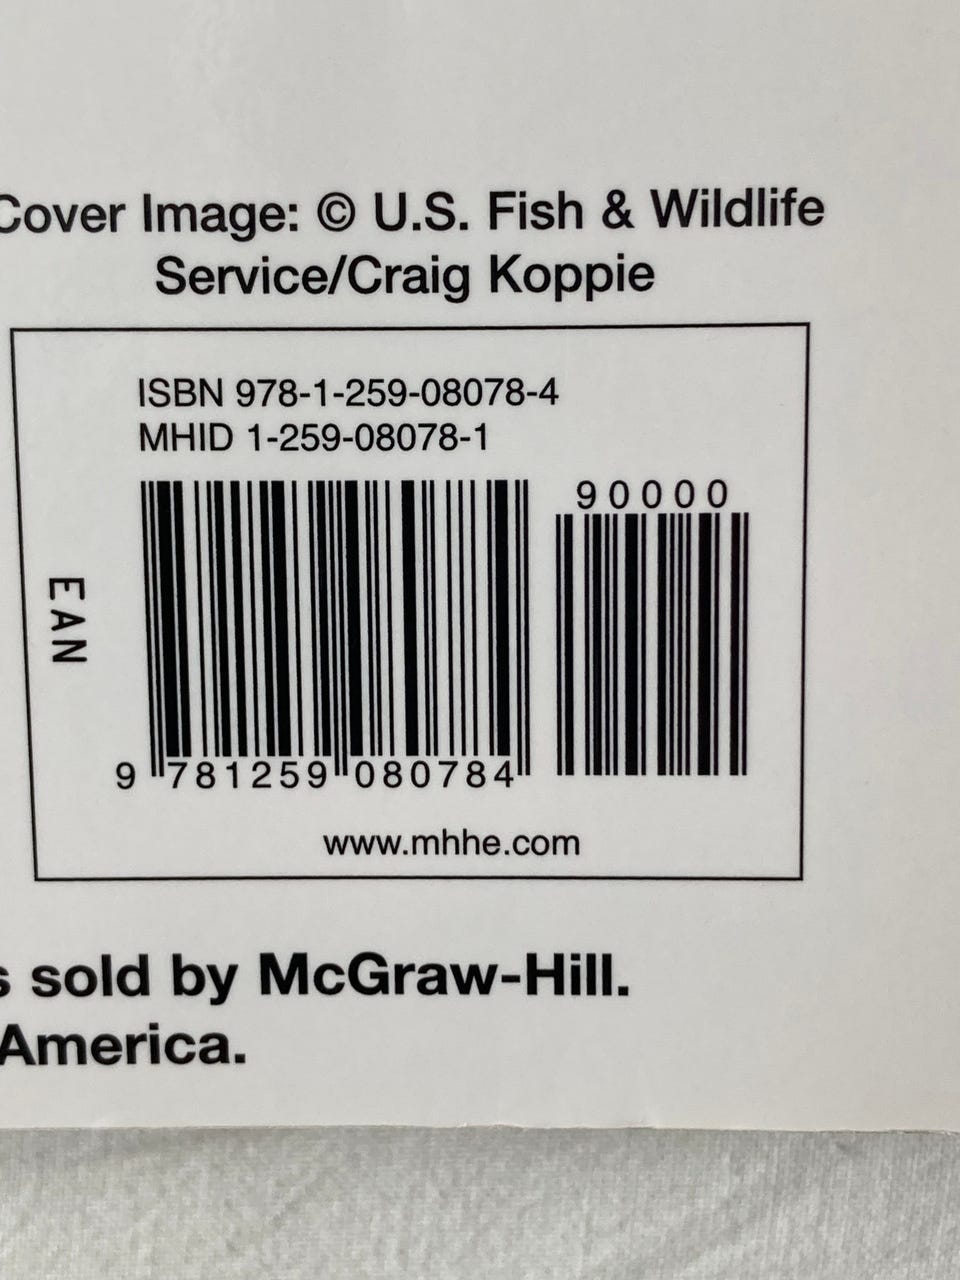 Cover Image: © U.S. Fish & Wildlife
Service/Craig Koppie
ISBN 978-1-259-08078-4
MHID 1-259-08078-1
90000
EAN
9 781259 080784
www.mhhe.com
s sold by McGraw-Hill.
America.